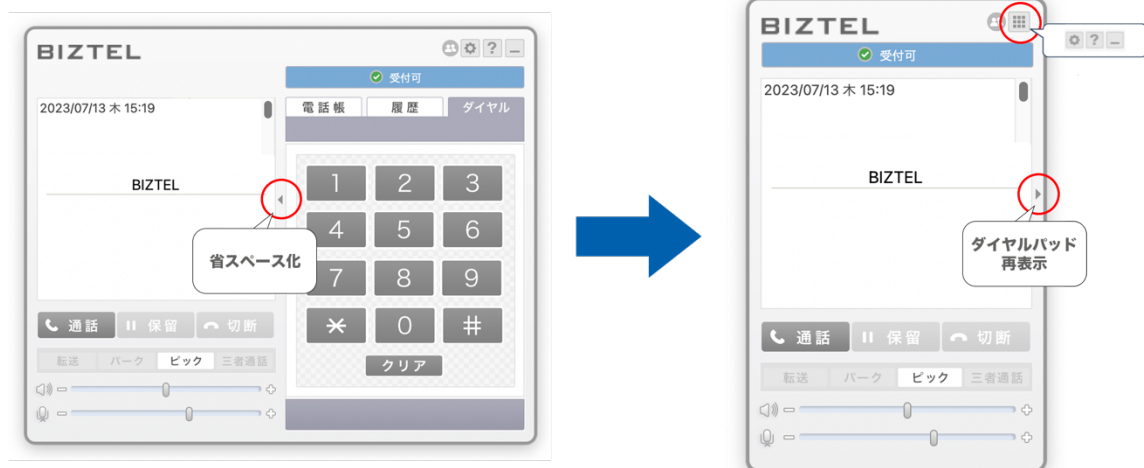 BIZTEL
?
受付可
2023/07/13 木 15:19
BIZTEL
省スペース化
電話帳 履歴 ダイヤル
1 2 3
4 5 6
7 8 9
* 0 #
クリア
通話 保留 切断
転送 パーク ピック 三者通話
BIZTEL
?
受付可
2023/07/13 木 15:19
BIZTEL
ダイヤルパッド
再表示
通話 保留 切断
転送 パーク ピック 三者通話